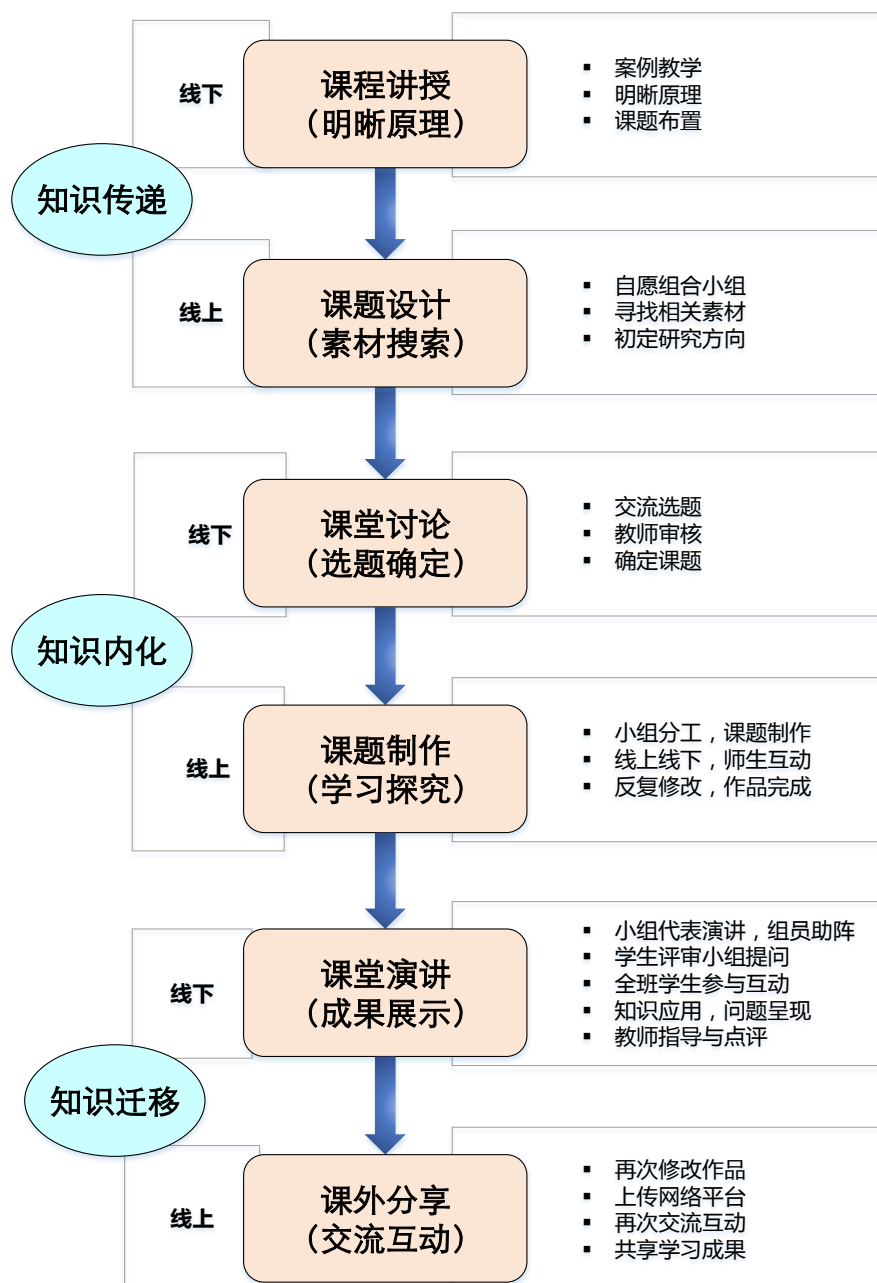 线下
课程讲授
（明晰原理）
▪ 案例教学
▪ 明晰原理
▪ 课题布置
知识传递
线上
课题设计
（素材搜索）
▪ 自愿组合小组
▪ 寻找相关素材
▪ 初定研究方向
线下
课堂讨论
（选题确定）
▪ 交流选题
▪ 教师审核
▪ 确定课题
知识内化
线上
课题制作
（学习探究）
▪ 小组分工，课题制作
▪ 线上线下，师生互动
▪ 反复修改，作品完成
线下
课堂演讲
（成果展示）
▪ 小组代表演讲，组员助阵
▪ 学生评审小组提问
▪ 全班学生参与互动
▪ 知识应用，问题呈现
▪ 教师指导与点评
知识迁移
线上
课外分享
（交流互动）
▪ 再次修改作品
▪ 上传网络平台
▪ 再次交流互动
▪ 共享学习成果